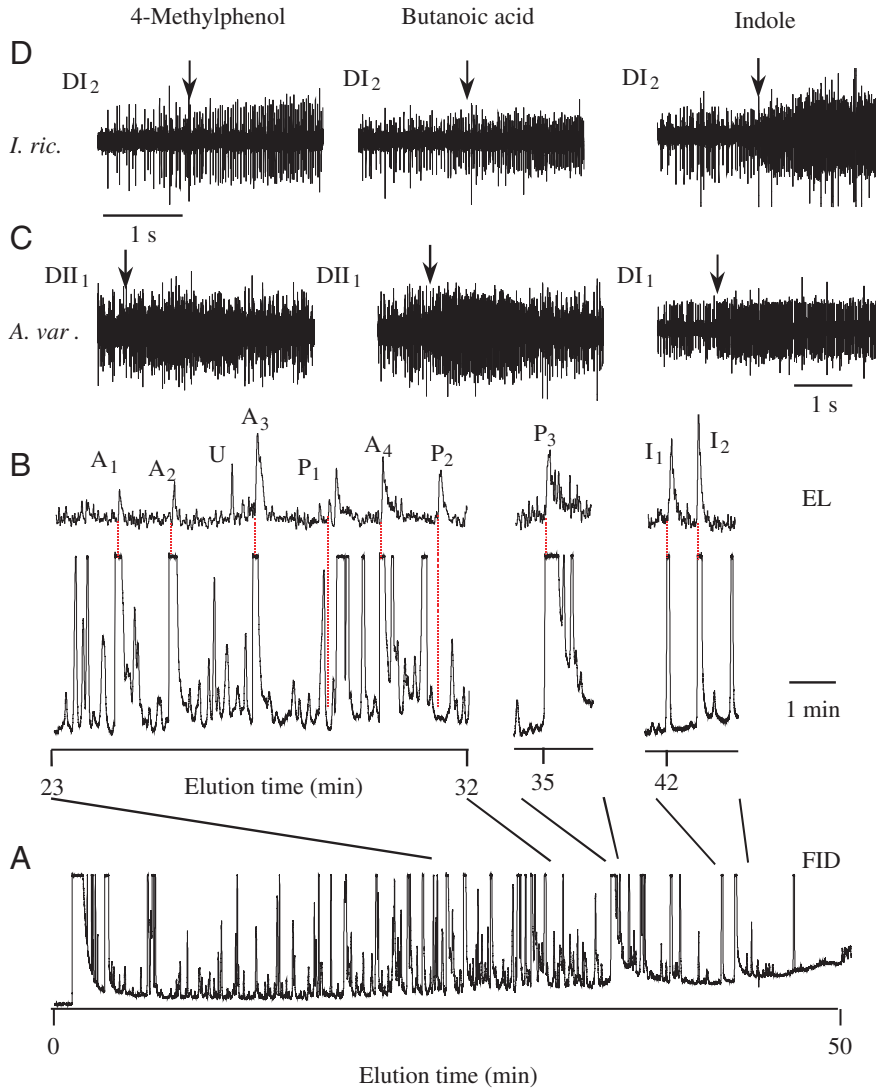 4-Methylphenol Butanoic acid Indole
D
DI2 DI2 DI2
I. ric.
1 s
C
DII1 DII1 DI1
A. var .
1 s
B
A1 A2 U A3 P1 A4 P2 P3 I1 I2
EL
1 min
23 Elution time (min) 32 35 42
A
FID
0 50
Elution time (min)